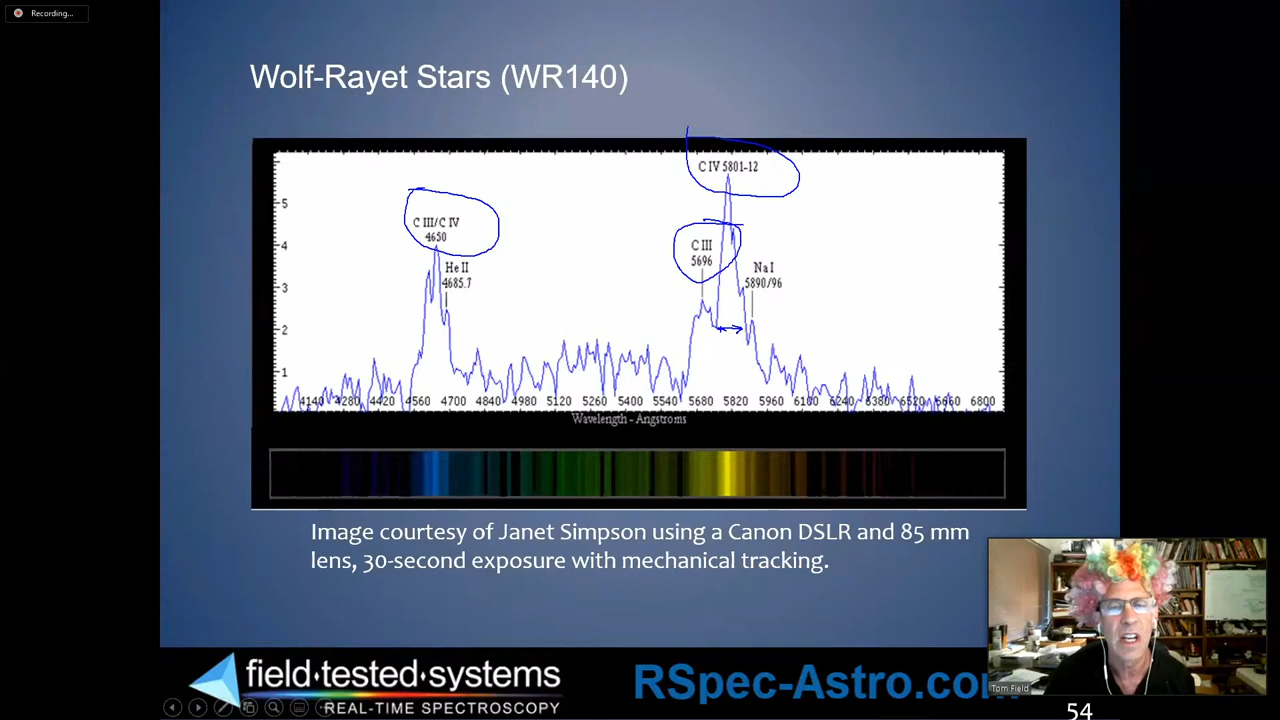 Recording...
Wolf-Rayet Stars (WR140)
C IV 5801-12
C III/C IV
4650
He II
4685.7
C III
5696
Na I
5890/96
5
4
3
2
1
4140 4280 4420 4560 4700 4840 4980 5120 5260 5400 5540 5680 5820 5960 6100 6240 6380 6520 6660 6800
Wavelength - Angstroms
Image courtesy of Janet Simpson using a Canon DSLR and 85 mm
lens, 30-second exposure with mechanical tracking.
field·tested·systems
REAL-TIME SPECTROSCOPY
RSpec-Astro.co
Tom Field
54